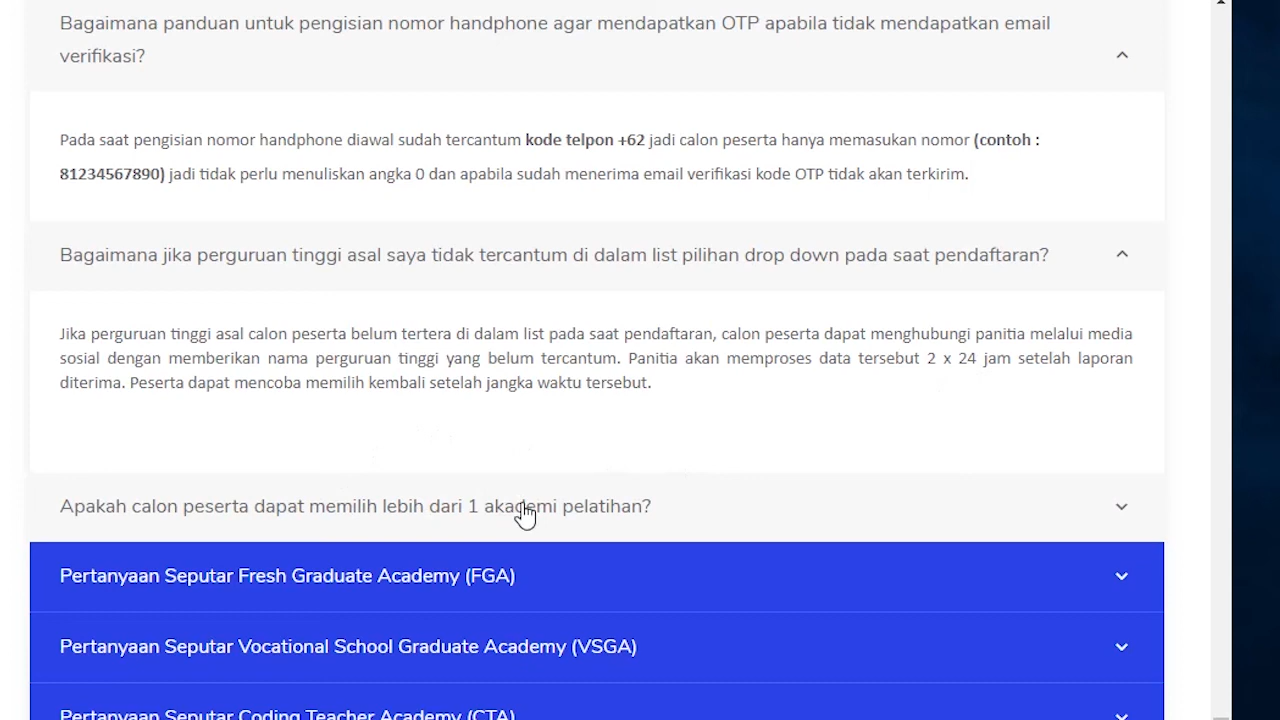 Bagaimana panduan untuk pengisian nomor handphone agar mendapatkan OTP apabila tidak mendapatkan email
verifikasi?
Pada saat pengisian nomor handphone diawal sudah tercantum kode telpon +62 jadi calon peserta hanya memasukan nomor (contoh :
81234567890) jadi tidak perlu menuliskan angka 0 dan apabila sudah menerima email verifikasi kode OTP tidak akan terkirim.
Bagaimana jika perguruan tinggi asal saya tidak tercantum di dalam list pilihan drop down pada saat pendaftaran?
Jika perguruan tinggi asal calon peserta belum tertera di dalam list pada saat pendaftaran, calon peserta dapat menghubungi panitia melalui media
sosial dengan memberikan nama perguruan tinggi yang belum tercantum. Panitia akan memproses data tersebut 2 x 24 jam setelah laporan
diterima. Peserta dapat mencoba memilih kembali setelah jangka waktu tersebut.
Apakah calon peserta dapat memilih lebih dari 1 akademi pelatihan?
Pertanyaan Seputar Fresh Graduate Academy (FGA)
Pertanyaan Seputar Vocational School Graduate Academy (VSGA)
Pertanyaan Seputar Coding Teacher Academy (CTA)